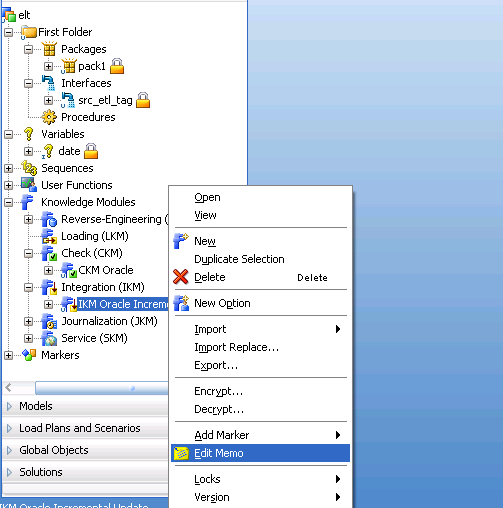 elt
First Folder
Packages
pack1
Interfaces
src_etl_tag
Procedures
Variables
date
Sequences
User Functions
Knowledge Modules
Reverse-Engineering (
Loading (LKM)
Check (CKM)
CKM Oracle
Integration (IKM)
IKM Oracle Increme
Journalization (JKM)
Service (SKM)
Markers
Models
Load Plans and Scenarios
Global Objects
Solutions
IKM Oracle Incremental Update
Open
View
New
Duplicate Selection
Delete Delete
New Option
Import
Import Replace...
Export...
Encrypt...
Decrypt...
Add Marker
Edit Memo
Locks
Version